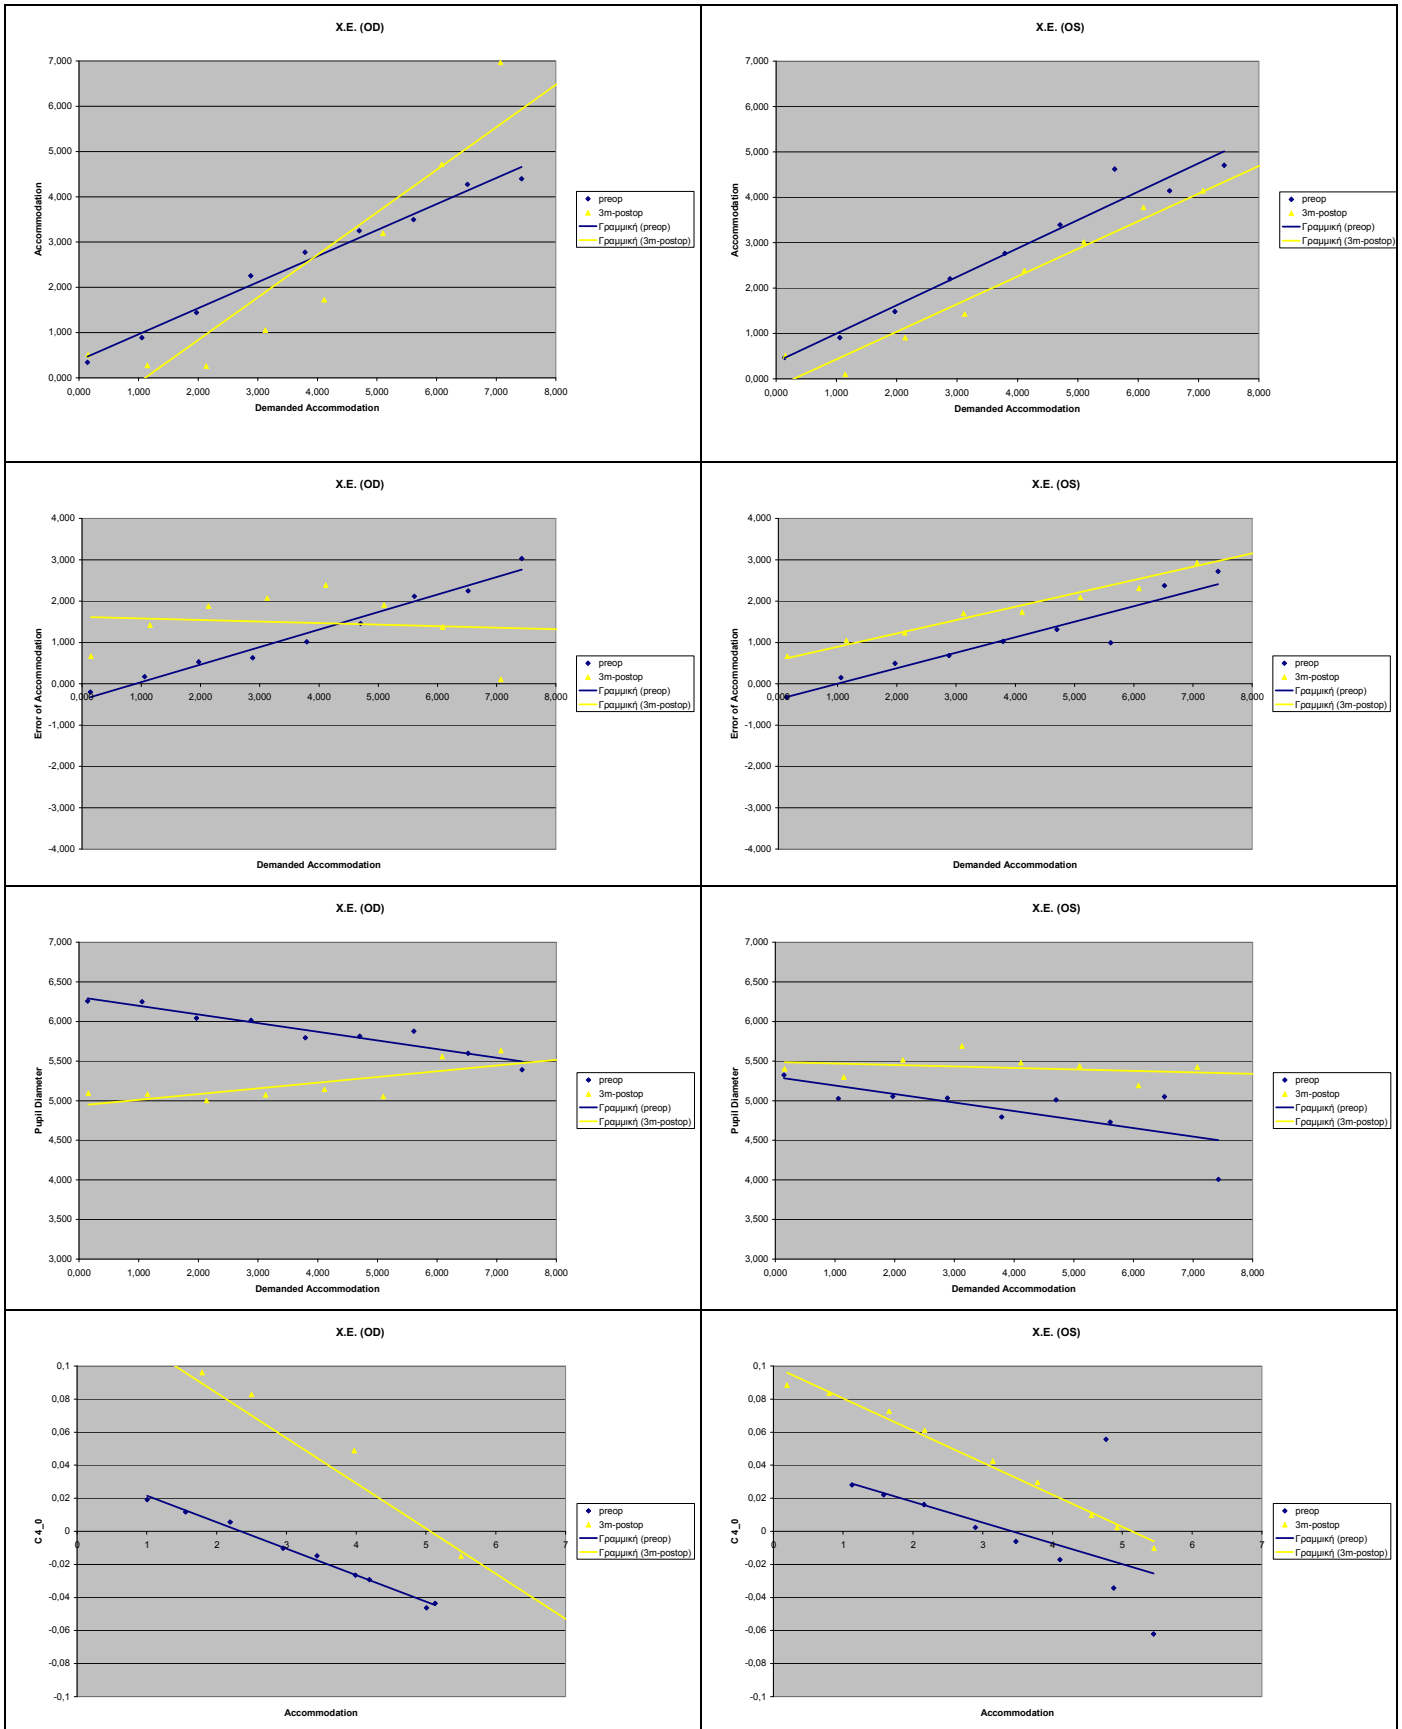 X.E. (OD)
7,000
6,000
5,000
4,000
3,000
2,000
1,000
0,000
Accommodation
0,000 1,000 2,000 3,000 4,000 5,000 6,000 7,000 8,000
Demanded Accommodation
preop
3m-postop
Γραμμική (preop)
Γραμμική (3m-postop)
X.E. (OS)
7,000
6,000
5,000
4,000
3,000
2,000
1,000
0,000
Accommodation
0,000 1,000 2,000 3,000 4,000 5,000 6,000 7,000 8,000
Demanded Accommodation
preop
3m-postop
Γραμμική (preop)
Γραμμική (3m-postop)
X.E. (OD)
4,000
3,000
2,000
1,000
0,000
-1,000
-2,000
-3,000
-4,000
Error of Accommodation
0,000 1,000 2,000 3,000 4,000 5,000 6,000 7,000 8,000
Demanded Accommodation
preop
3m-postop
Γραμμική (preop)
Γραμμική (3m-postop)
X.E. (OS)
4,000
3,000
2,000
1,000
0,000
-1,000
-2,000
-3,000
-4,000
Error of Accommodation
0,000 1,000 2,000 3,000 4,000 5,000 6,000 7,000 8,000
Demanded Accommodation
preop
3m-postop
Γραμμική (preop)
Γραμμική (3m-postop)
X.E. (OD)
7,000
6,500
6,000
5,500
5,000
4,500
4,000
3,500
3,000
Pupil Diameter
0,000 1,000 2,000 3,000 4,000 5,000 6,000 7,000 8,000
Demanded Accommodation
preop
3m-postop
Γραμμική (preop)
Γραμμική (3m-postop)
X.E. (OS)
7,000
6,500
6,000
5,500
5,000
4,500
4,000
3,500
3,000
Pupil Diameter
0,000 1,000 2,000 3,000 4,000 5,000 6,000 7,000 8,000
Demanded Accommodation
preop
3m-postop
Γραμμική (preop)
Γραμμική (3m-postop)
X.E. (OD)
0,1
0,08
0,06
0,04
0,02
0
-0,02
-0,04
-0,06
-0,08
-0,1
C 4_0
0 1 2 3 4 5 6 7
Accommodation
preop
3m-postop
Γραμμική (preop)
Γραμμική (3m-postop)
X.E. (OS)
0,1
0,08
0,06
0,04
0,02
0
-0,02
-0,04
-0,06
-0,08
-0,1
C 4_0
0 1 2 3 4 5 6 7
Accommodation
preop
3m-postop
Γραμμική (preop)
Γραμμική (3m-postop)